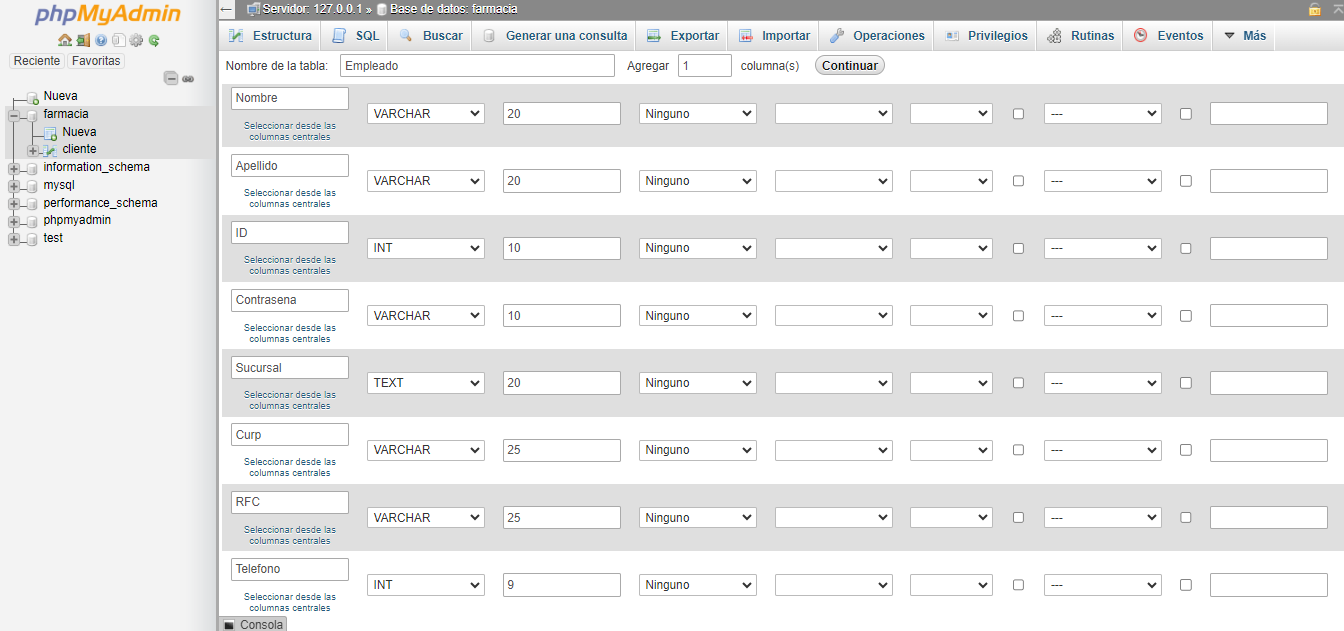 phpMyAdmin
Reciente Favoritas
Nueva
farmacia
Nueva
cliente
information_schema
mysql
performance_schema
phpmyadmin
test
Servidor: 127.0.0.1 » Base de datos: farmacia
Estructura SQL Buscar Generar una consulta Exportar Importar Operaciones Privilegios Rutinas Eventos Más
Nombre de la tabla: Empleado Agregar 1 columna(s) Continuar
Nombre VARCHAR 20 Ninguno ---
Seleccionar desde las
columnas centrales
Apellido VARCHAR 20 Ninguno ---
Seleccionar desde las
columnas centrales
ID INT 10 Ninguno ---
Seleccionar desde las
columnas centrales
Contrasena VARCHAR 10 Ninguno ---
Seleccionar desde las
columnas centrales
Sucursal TEXT 20 Ninguno ---
Seleccionar desde las
columnas centrales
Curp VARCHAR 25 Ninguno ---
Seleccionar desde las
columnas centrales
RFC VARCHAR 25 Ninguno ---
Seleccionar desde las
columnas centrales
Telefono INT 9 Ninguno ---
Seleccionar desde las
columnas centrales
Consola